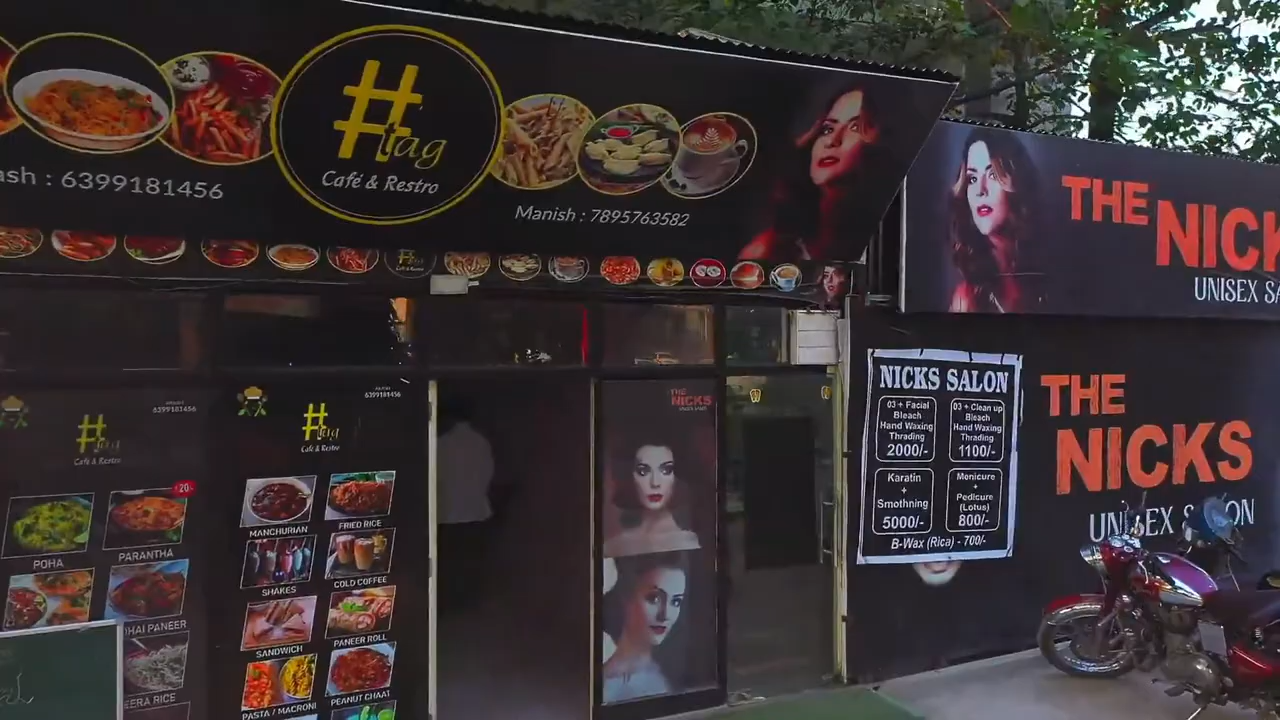 #tag
Café & Restro
ash : 6399181456
Manish : 7895763582
THE
NICK
UNISEX SA
#tag
Café & Restro
6399181456
#tag
Café & Restro
6399181456
POHA
PARANTHA
HAI PANEER
EERA RICE
MANCHURIAN
FRIED RICE
SHAKES
COLD COFFEE
SANDWICH
PANEER ROLL
PASTA / MACRONI
PEANUT CHAAT
THE
NICKS
NICKS SALON
03 + Facial
Bleach
Hand Waxing
Thrading
2000/-
03 + Clean up
Bleach
Hand Waxing
Thrading
1100/-
Karatin
+
Smothning
5000/-
Menicure
+
Pedicure
(Lotus)
800/-
B-Wax (Rica) - 700/-
THE
NICKS